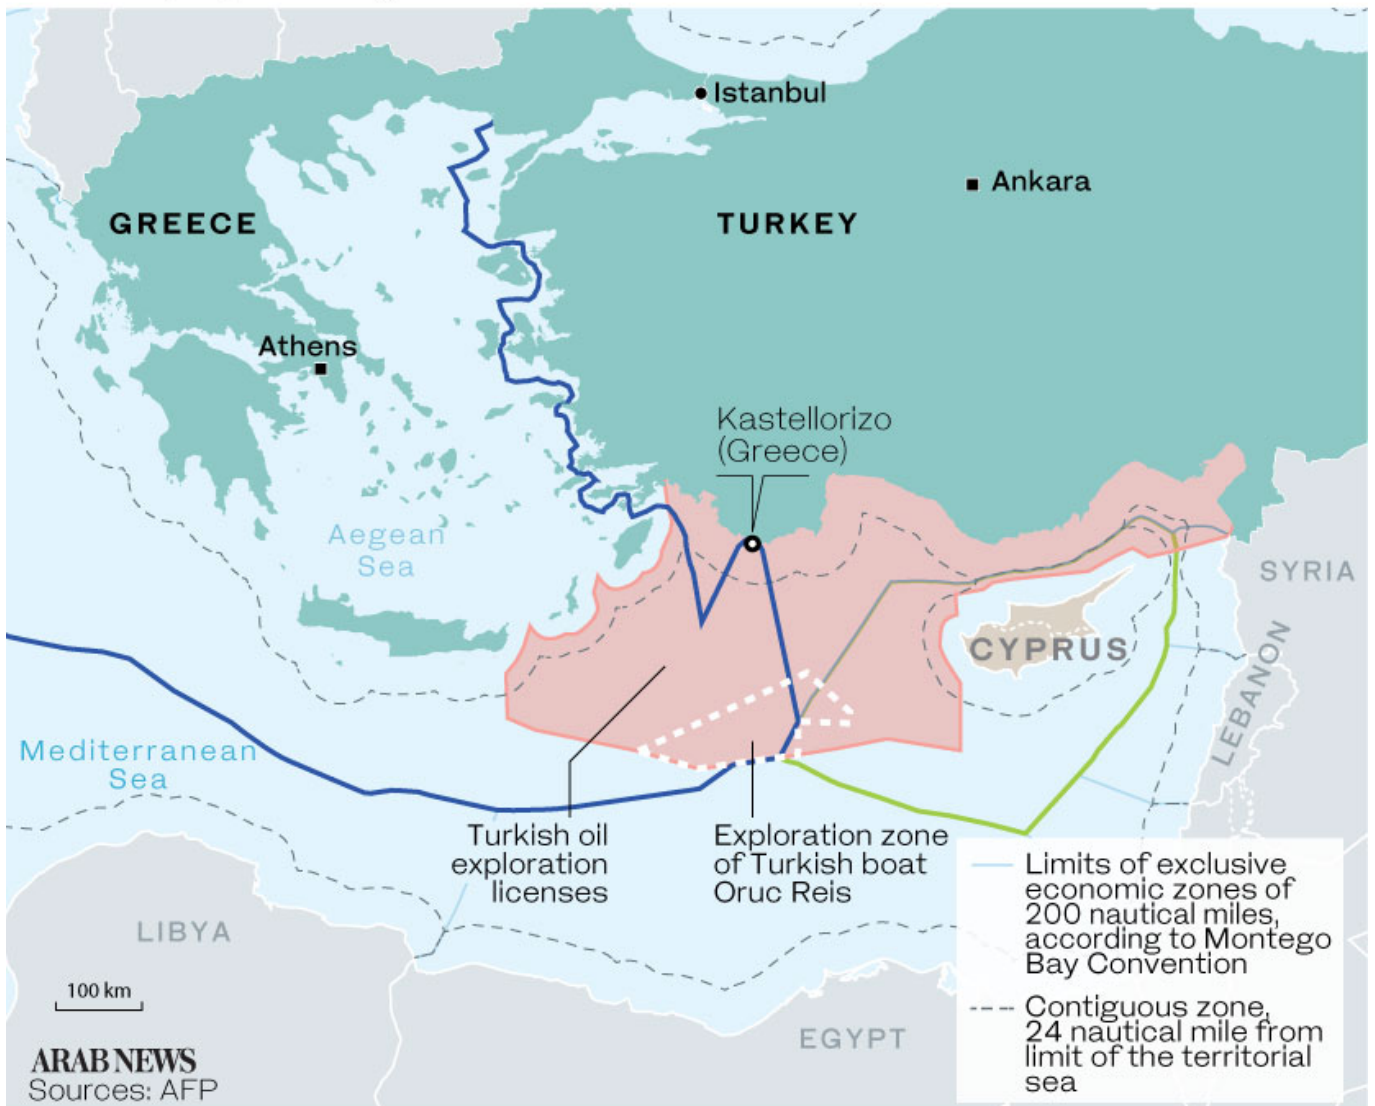 Istanbul
Ankara
GREECE
TURKEY
Athens
Kastellorizo
(Greece)
Aegean
Sea
SYRIA
CYPRUS
LEBANON
Mediterranean
Sea
Turkish oil
exploration
licenses
Exploration zone
of Turkish boat
Oruc Reis
Limits of exclusive
economic zones of
200 nautical miles,
according to Montego
Bay Convention
Contiguous zone,
24 nautical mile from
limit of the territorial
sea
LIBYA
EGYPT
100 km
ARAB NEWS
Sources: AFP